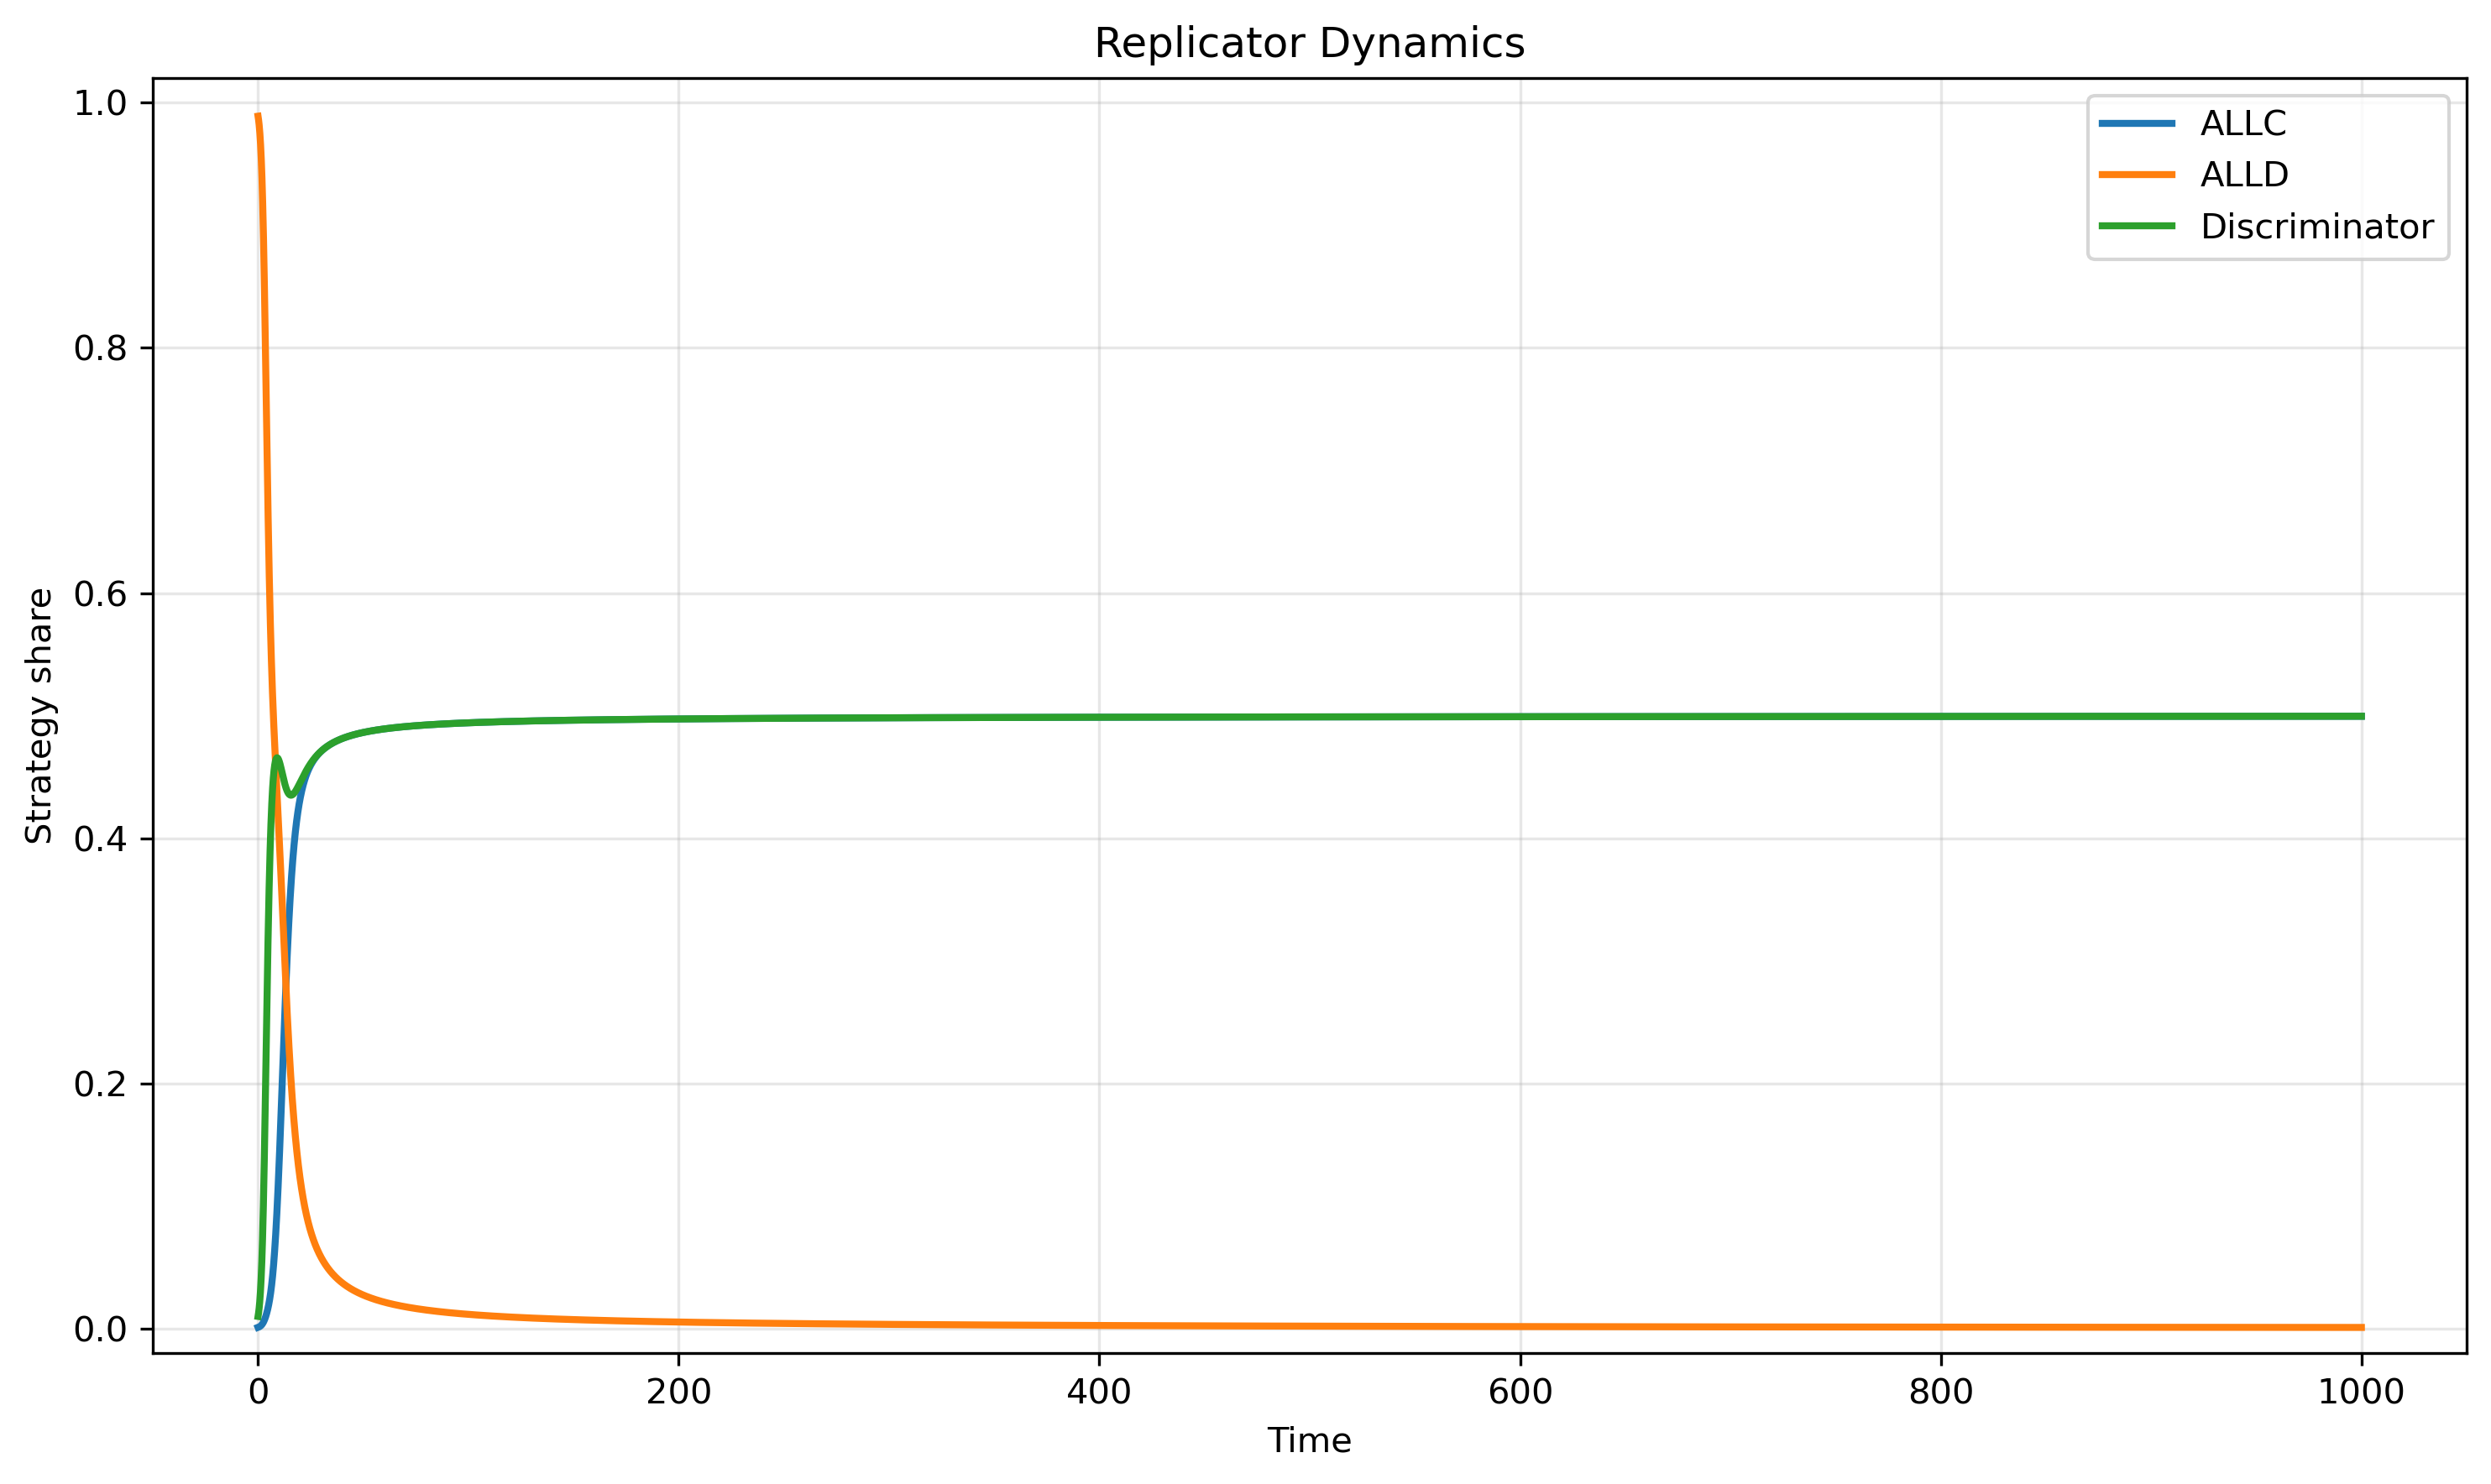 Replicator Dynamics
ALLC
ALLD
Discriminator
Strategy share
1.0
0.8
0.6
0.4
0.2
0.0
0 200 400 600 800 1000
Time